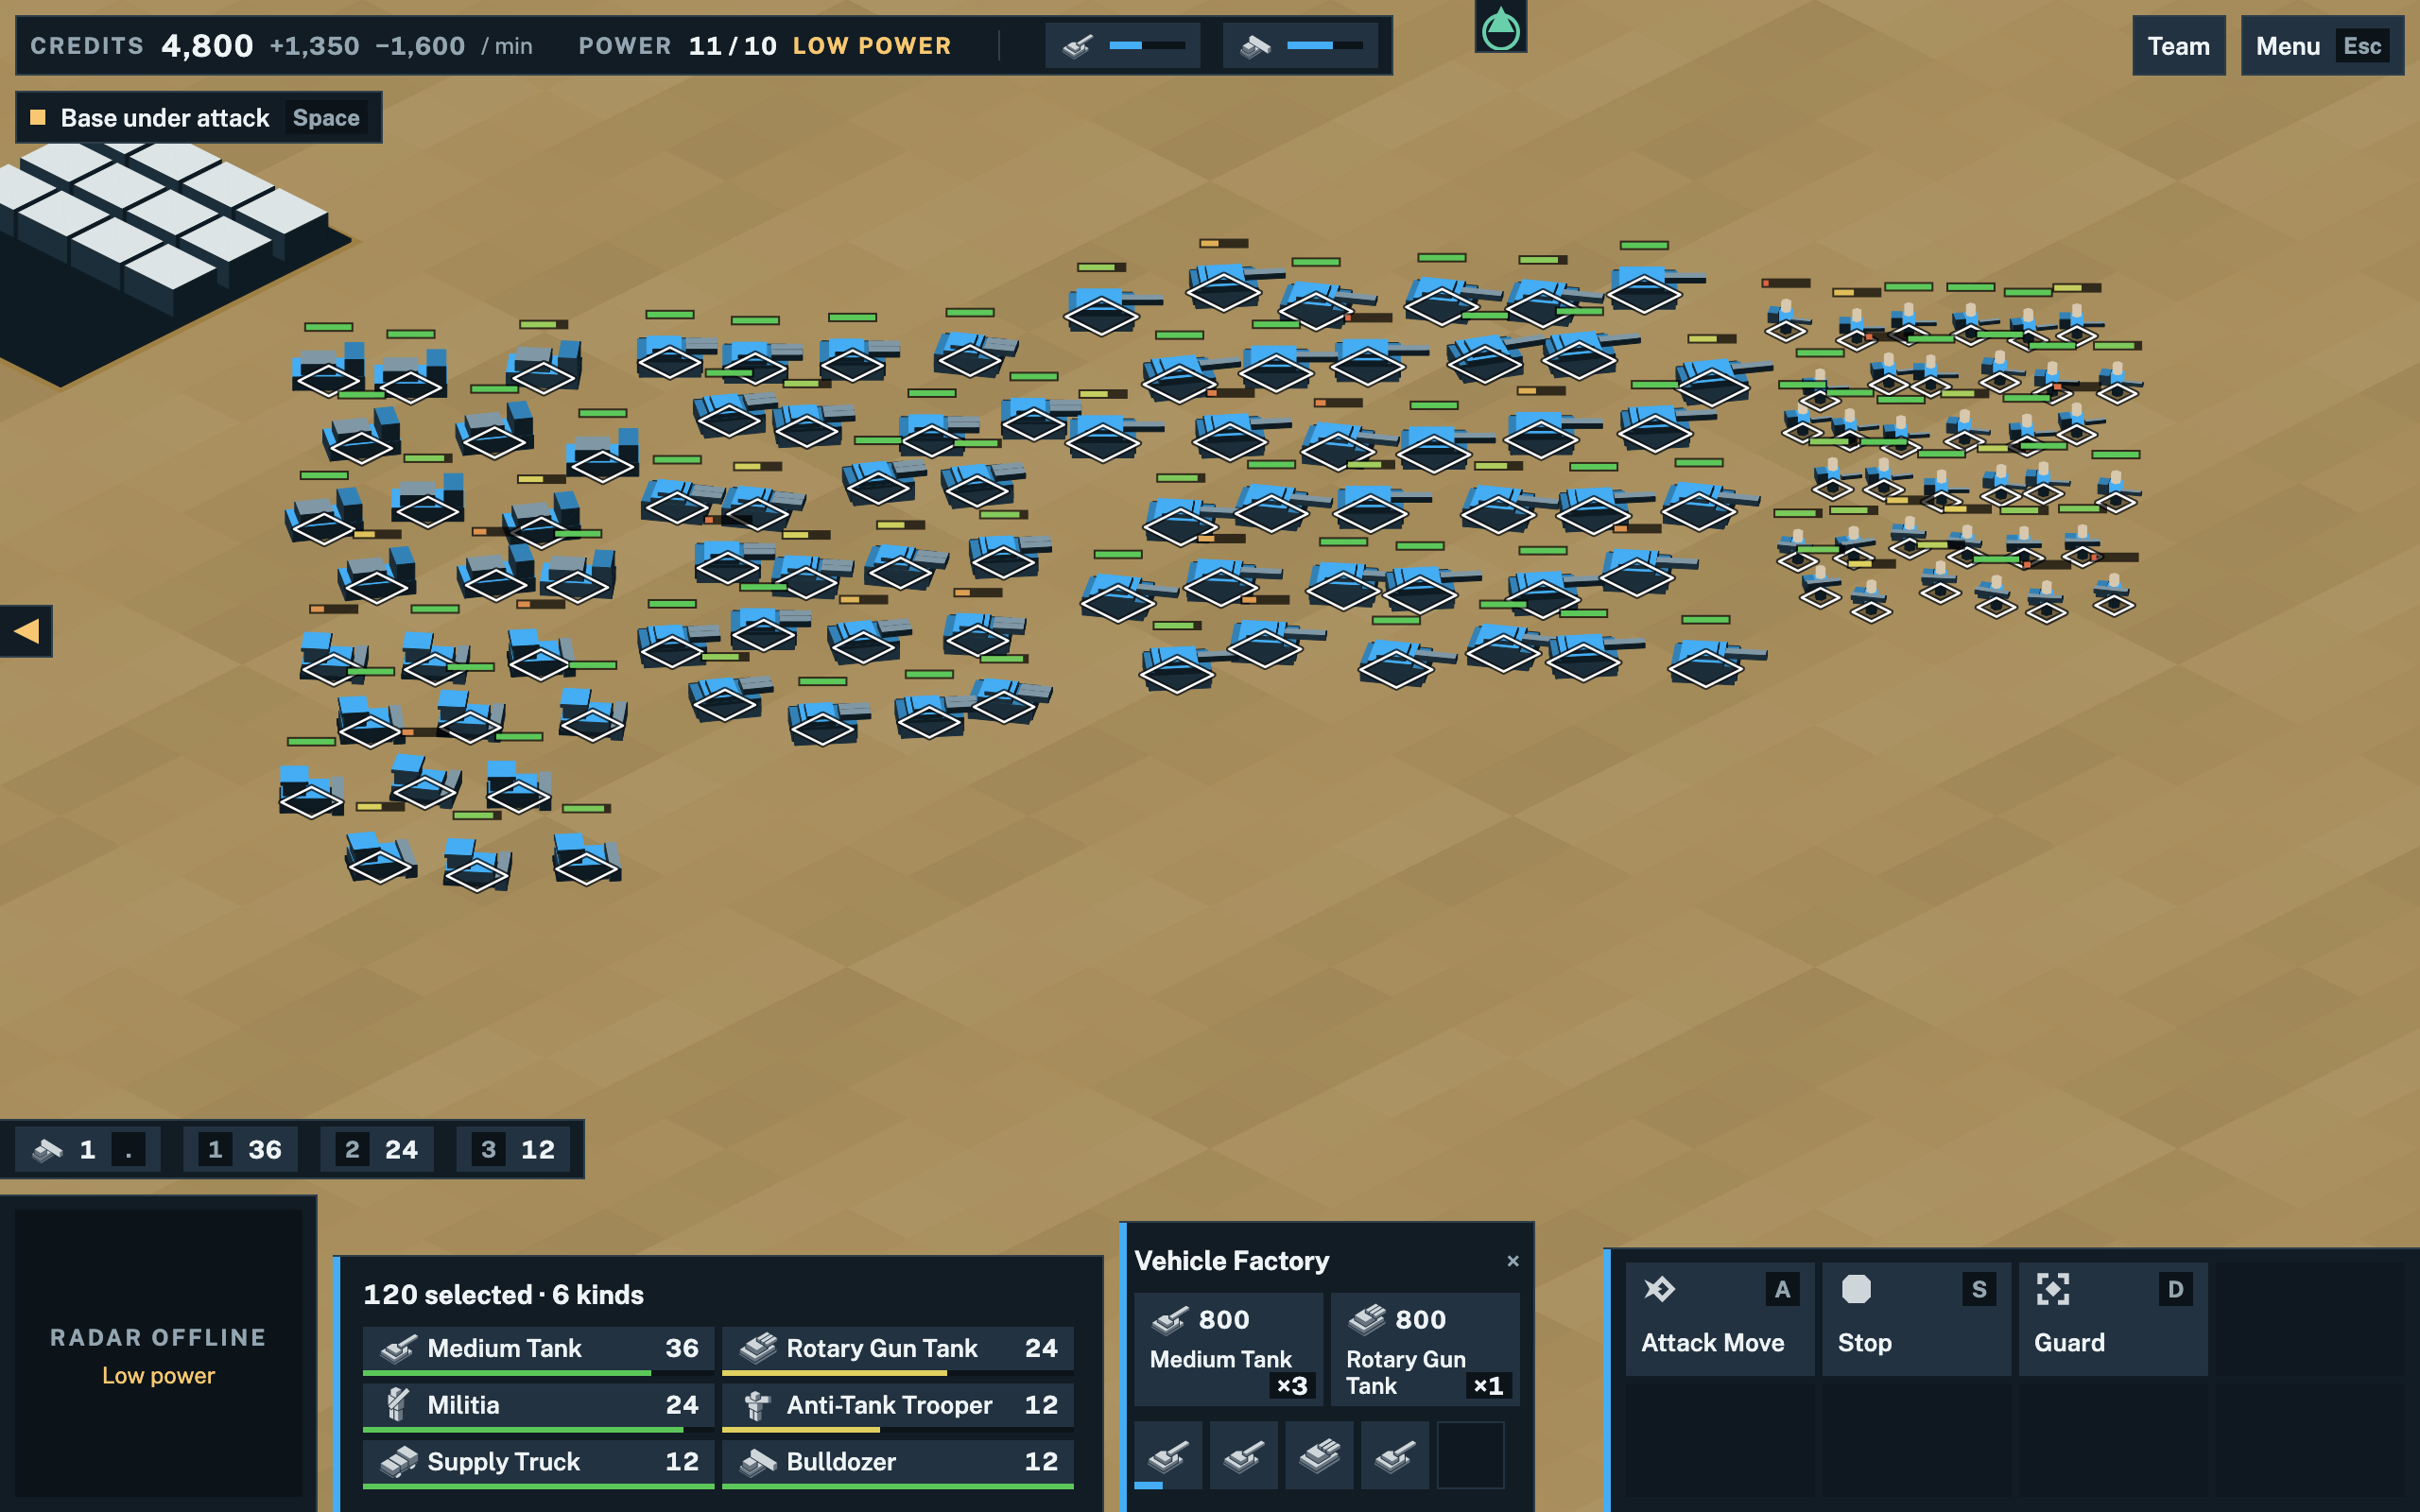 CREDITS 4,800 +1,350 −1,600 / min POWER 11 / 10 LOW POWER
Team
Menu Esc
Base under attack Space
1 .
1 36
2 24
3 12
RADAR OFFLINE
Low power
120 selected · 6 kinds
Medium Tank 36
Rotary Gun Tank 24
Militia 24
Anti-Tank Trooper 12
Supply Truck 12
Bulldozer 12
Vehicle Factory ×
800
Medium Tank
×3
800
Rotary Gun
Tank ×1
A
Attack Move
S
Stop
D
Guard